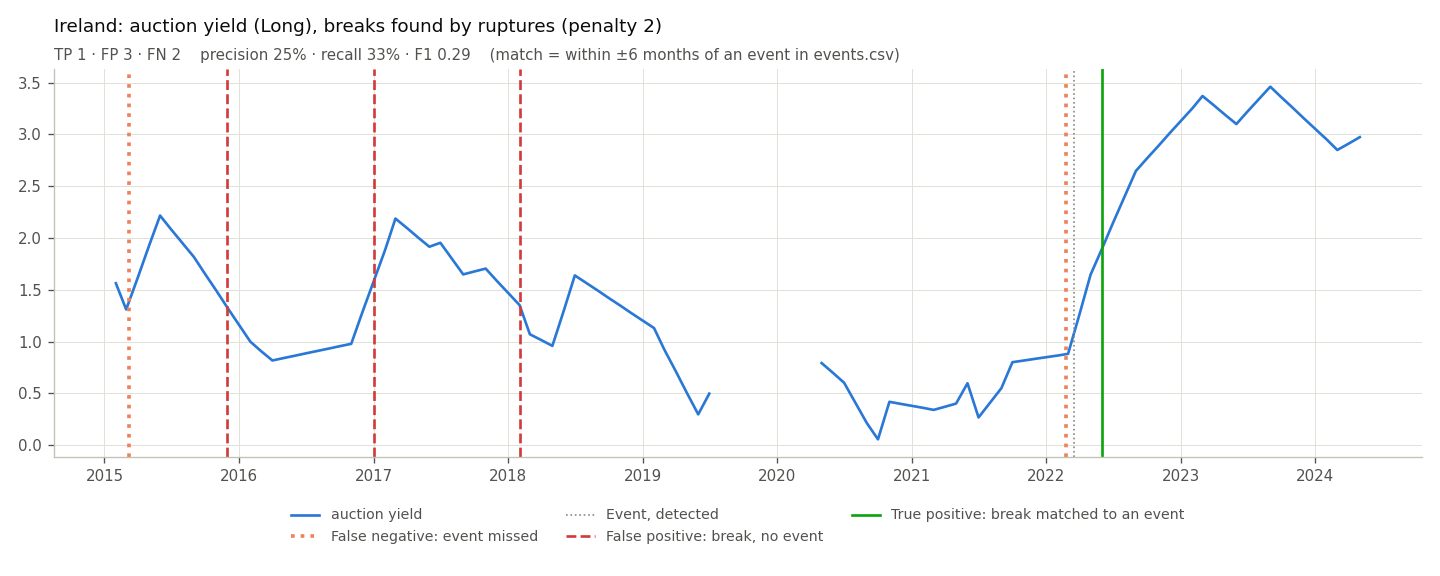 Ireland: auction yield (Long), breaks found by ruptures (penalty 2)
TP 1 · FP 3 · FN 2    precision 25% · recall 33% · F1 0.29    (match = within ±6 months of an event in events.csv)
3.5
3.0
2.5
2.0
1.5
1.0
0.5
0.0
2015 2016 2017 2018 2019 2020 2021 2022 2023 2024
auction yield
False negative: event missed
Event, detected
False positive: break, no event
True positive: break matched to an event